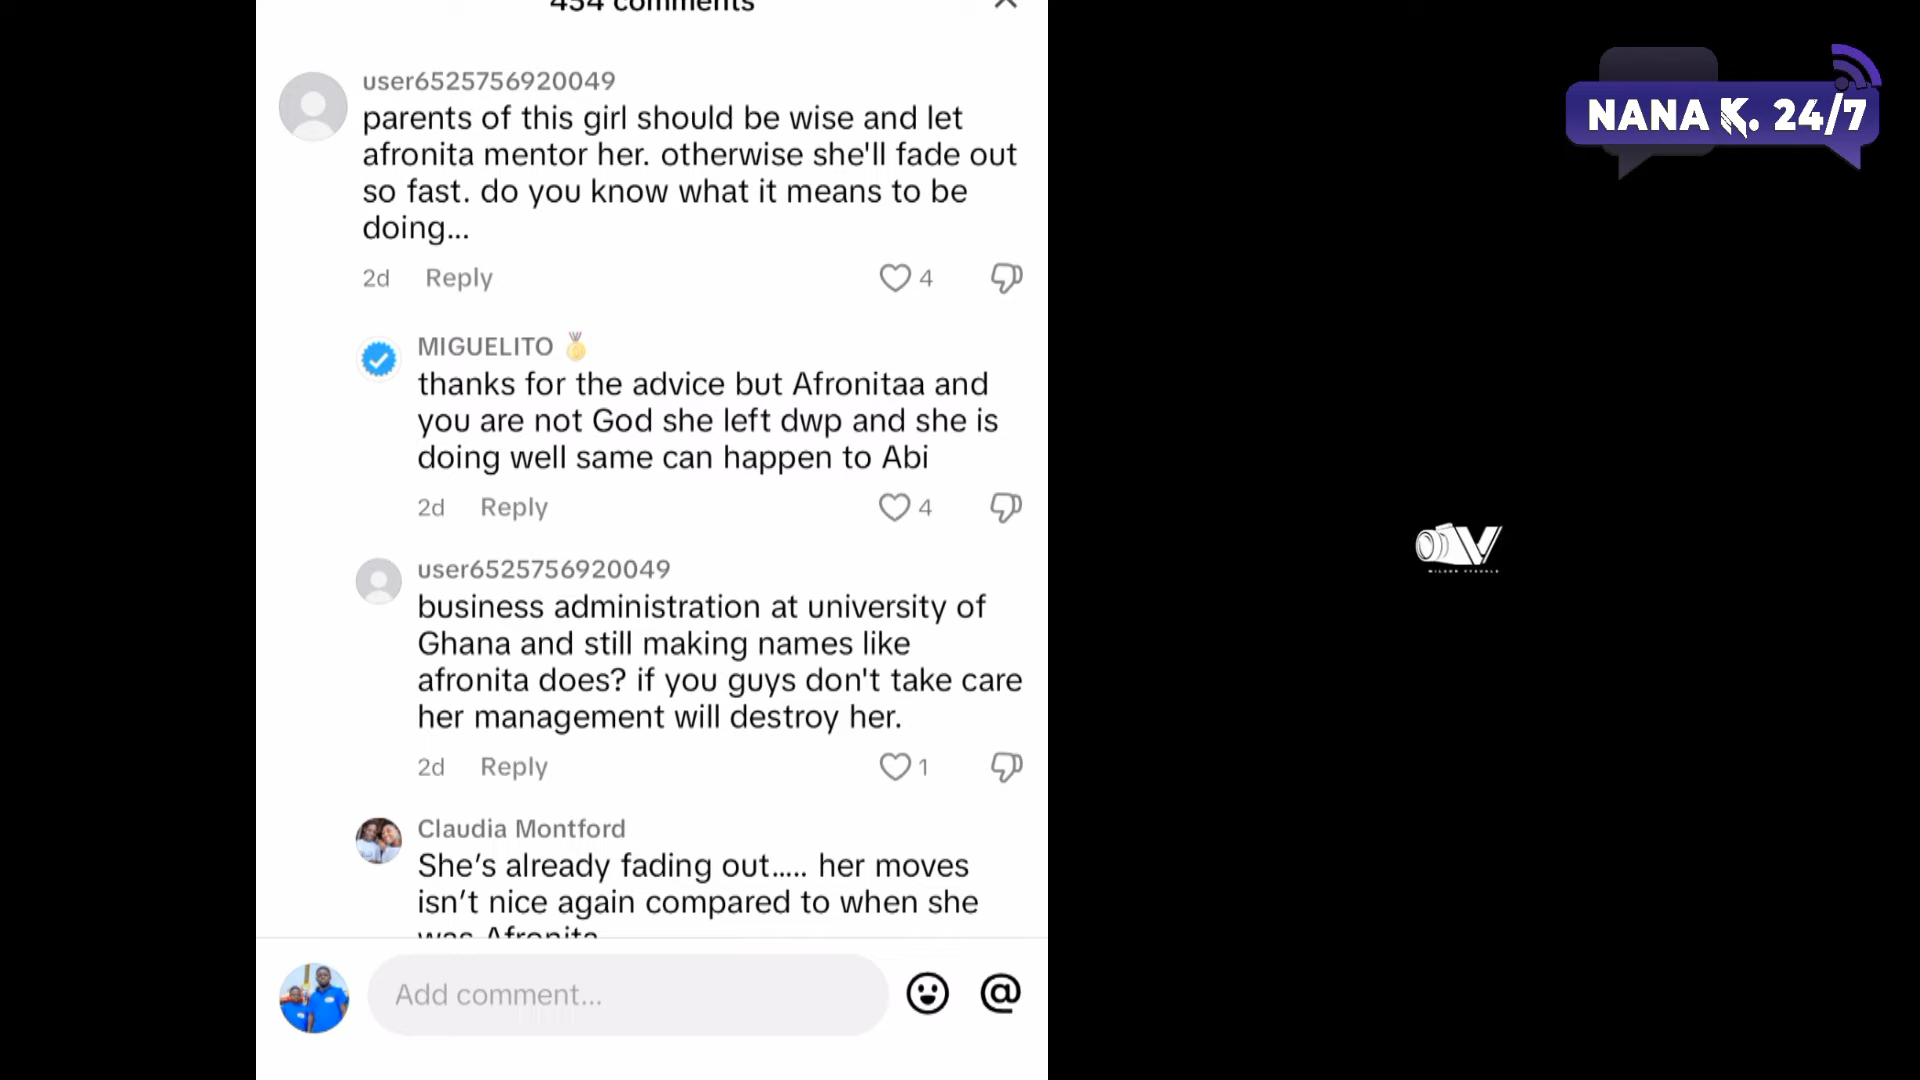 454 comments
user6525756920049
parents of this girl should be wise and let
afronita mentor her. otherwise she'll fade out
so fast. do you know what it means to be
doing...
2d Reply 4
MIGUELITO
thanks for the advice but Afronitaa and
you are not God she left dwp and she is
doing well same can happen to Abi
2d Reply 4
user6525756920049
business administration at university of
Ghana and still making names like
afronita does? if you guys don't take care
her management will destroy her.
2d Reply 1
Claudia Montford
She's already fading out..... her moves
isn't nice again compared to when she
was Afronita
Add comment...
NANA K. 24/7